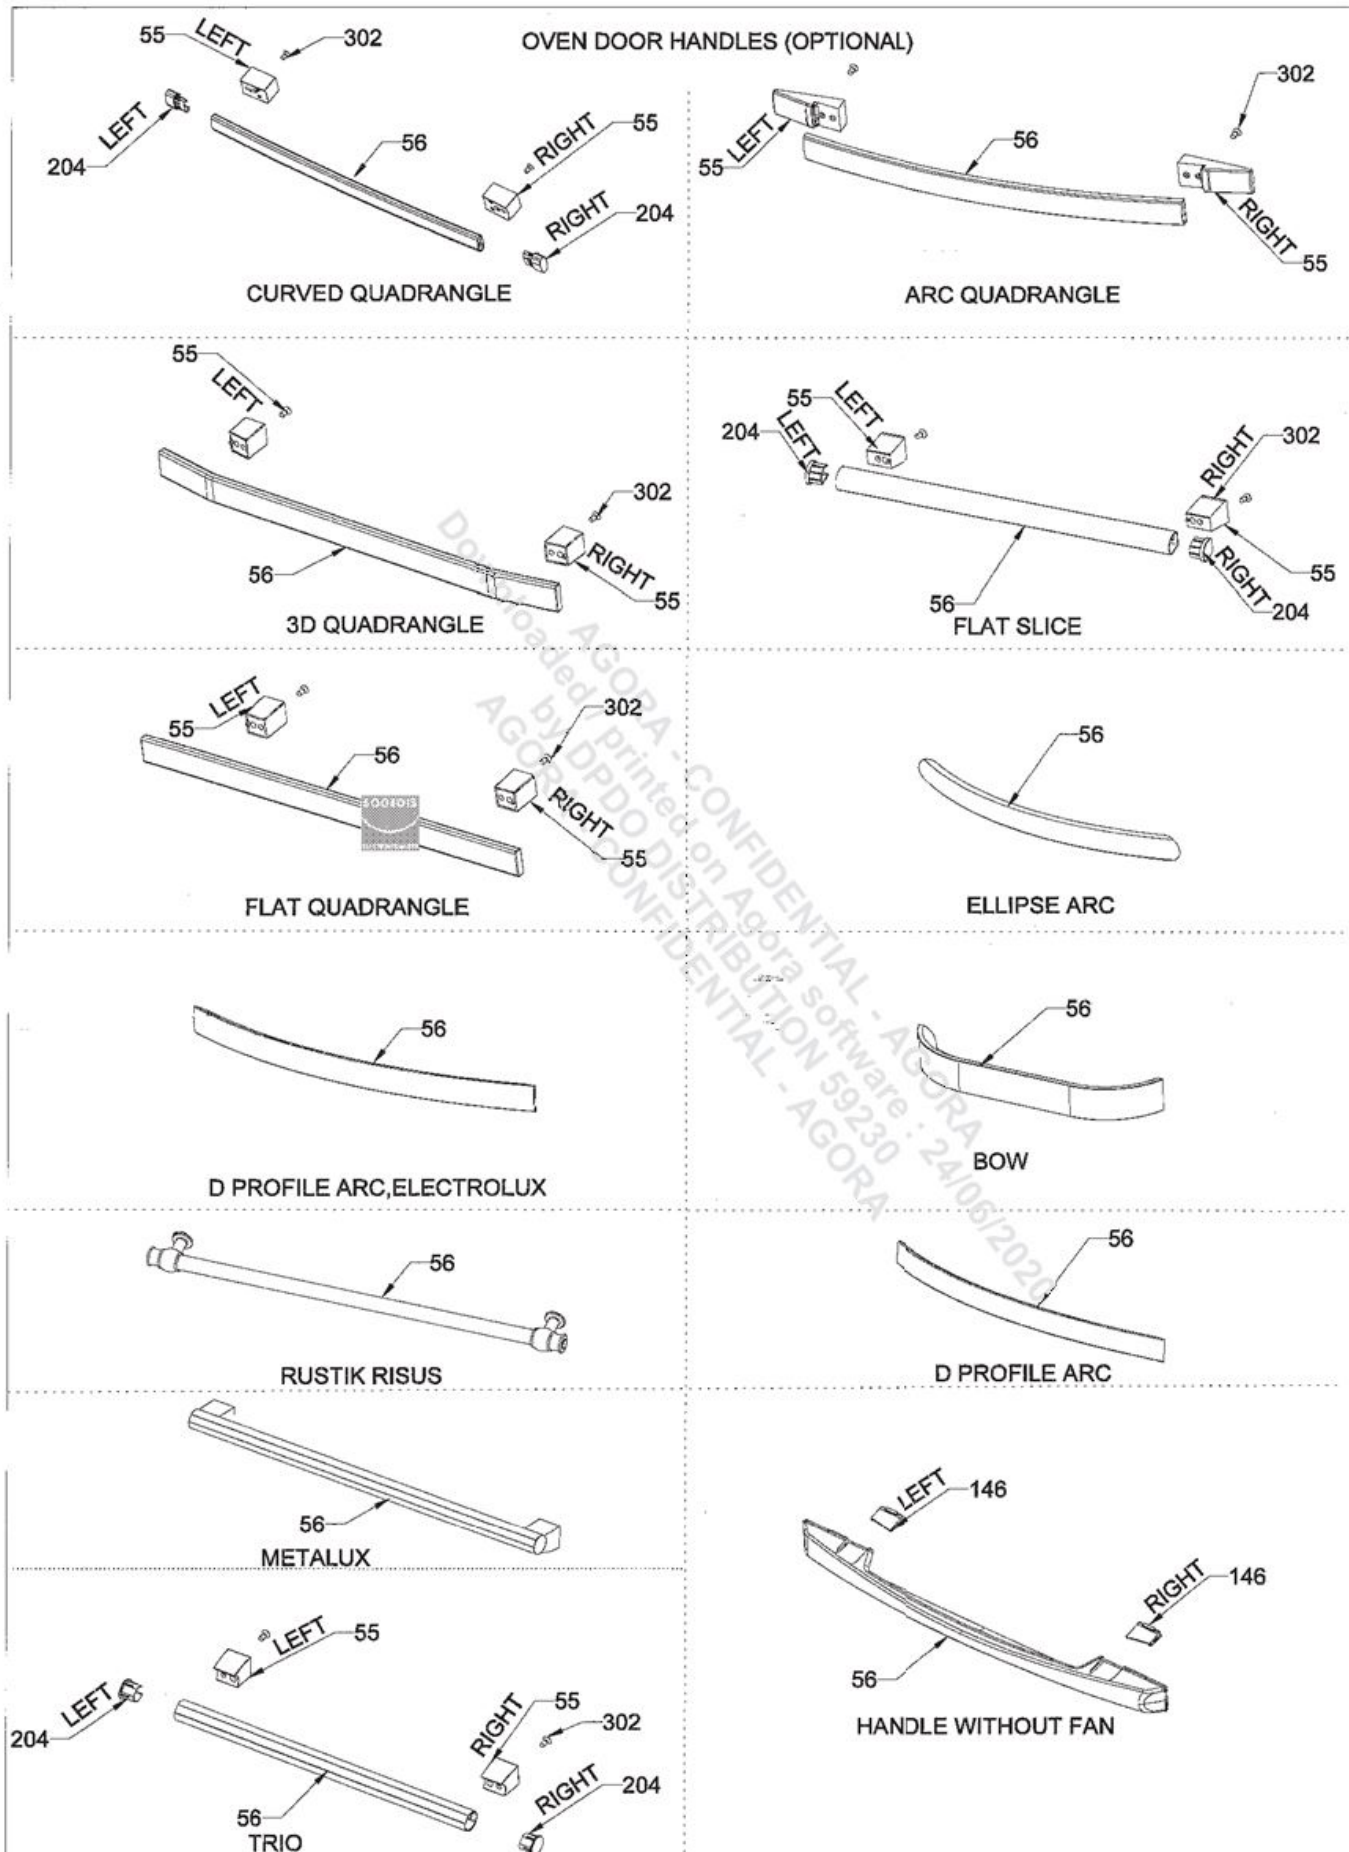 OVEN DOOR HANDLES (OPTIONAL)
55
LEFT
302
LEFT
204
56
RIGHT
55
RIGHT
204
CURVED QUADRANGLE
302
55
LEFT
56
RIGHT
55
ARC QUADRANGLE
55
LEFT
302
56
RIGHT
55
3D QUADRANGLE
55
LEFT
204
LEFT
RIGHT
302
55
RIGHT
204
56
FLAT SLICE
LEFT
55
302
56
RIGHT
55
FLAT QUADRANGLE
56
ELLIPSE ARC
56
D PROFILE ARC,ELECTROLUX
56
BOW
56
RUSTIK RISUS
56
D PROFILE ARC
56
METALUX
LEFT
146
RIGHT
146
56
HANDLE WITHOUT FAN
LEFT
55
LEFT
204
RIGHT
55
302
RIGHT
204
56
TRIO
AGORA - CONFIDENTIAL - AGORA
Downloaded / printed on Agora software : 24/06/2020
by DPDO DISTRIBUTION 59230
AGORA - CONFIDENTIAL - AGORA